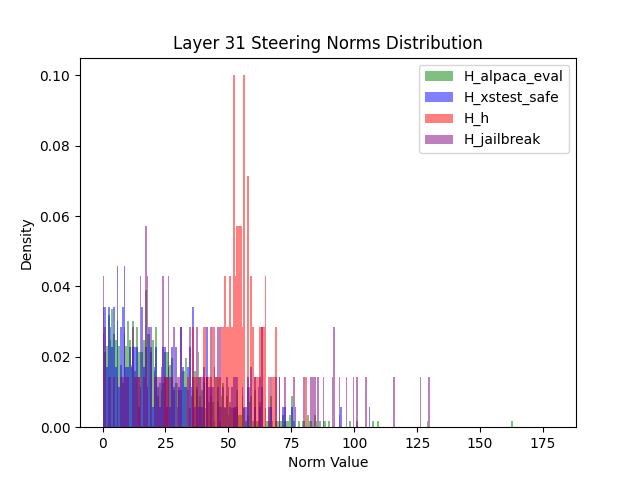 Layer 31 Steering Norms Distribution
H_alpaca_eval
H_xstest_safe
H_h
H_jailbreak
0.10
0.08
0.06
0.04
0.02
0.00
Density
0 25 50 75 100 125 150 175
Norm Value